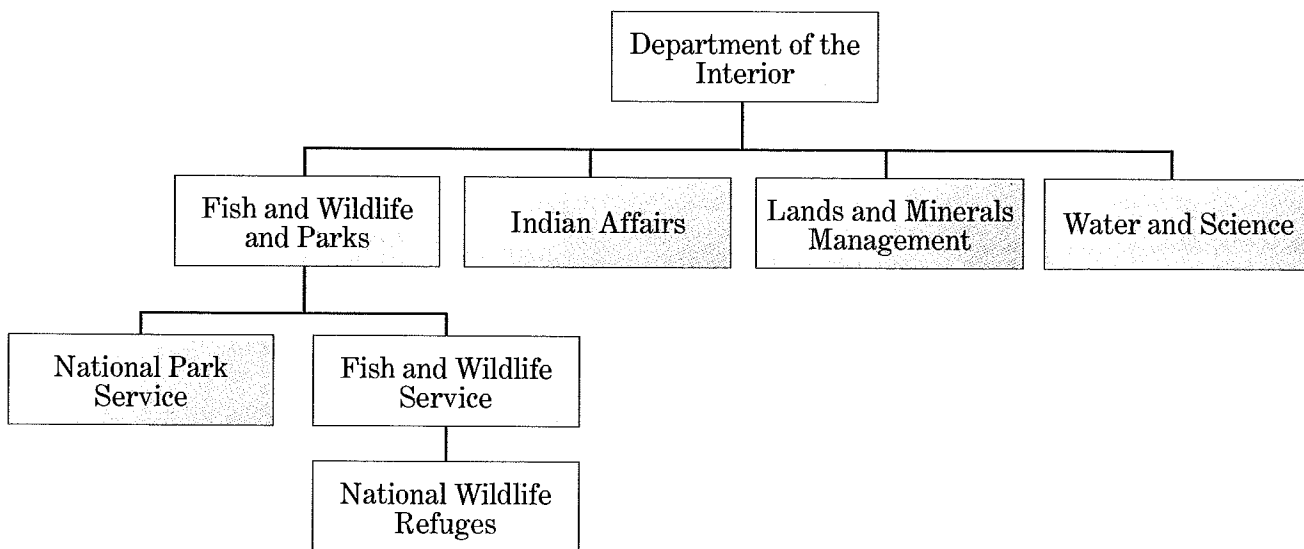 Department of the
Interior
Fish and Wildlife
and Parks
Indian Affairs
Lands and Minerals
Management
Water and Science
National Park
Service
Fish and Wildlife
Service
National Wildlife
Refuges